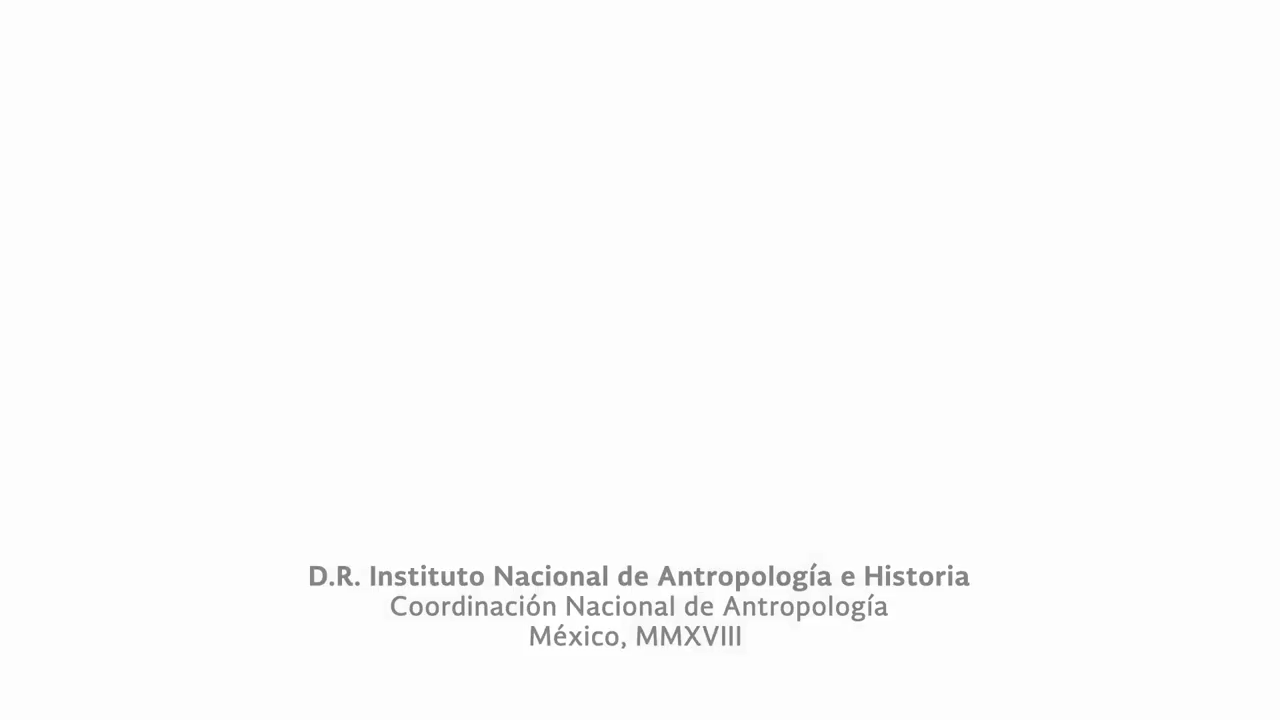 D.R. Instituto Nacional de Antropología e Historia
Coordinación Nacional de Antropología
México, MMXVIII